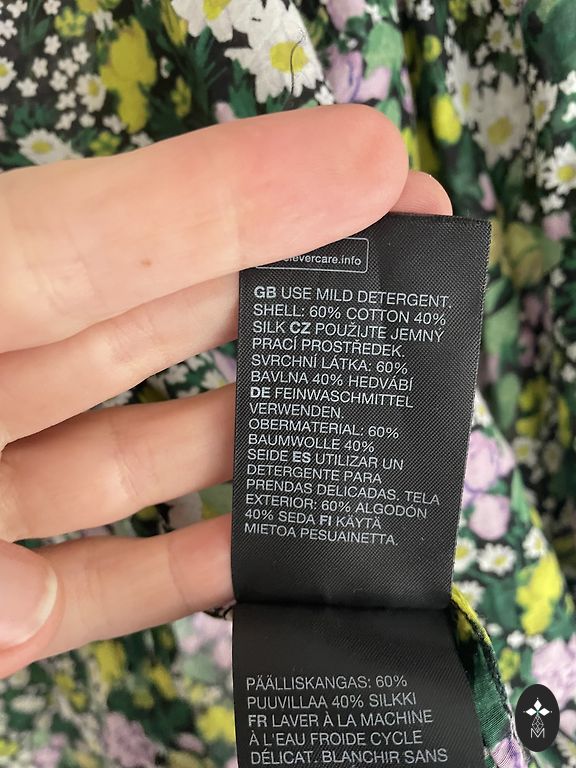 clevercare.info
GB USE MILD DETERGENT.
SHELL: 60% COTTON 40%
SILK CZ POUŽIJTE JEMNÝ
PRACÍ PROSTŘEDEK.
SVRCHNÍ LÁTKA: 60%
BAVLNA 40% HEDVÁBÍ
DE FEINWASCHMITTEL
VERWENDEN.
OBERMATERIAL: 60%
BAUMWOLLE 40%
SEIDE ES UTILIZAR UN
DETERGENTE PARA
PRENDAS DELICADAS. TELA
EXTERIOR: 60% ALGODÓN
40% SEDA FI KÄYTÄ
MIETOA PESUAINETTA.
PÄÄLLISKANGAS: 60%
PUUVILLAA 40% SILKKI
FR LAVER À LA MACHINE
À L'EAU FROIDE CYCLE
DÉLICAT. BLANCHIR SANS
M